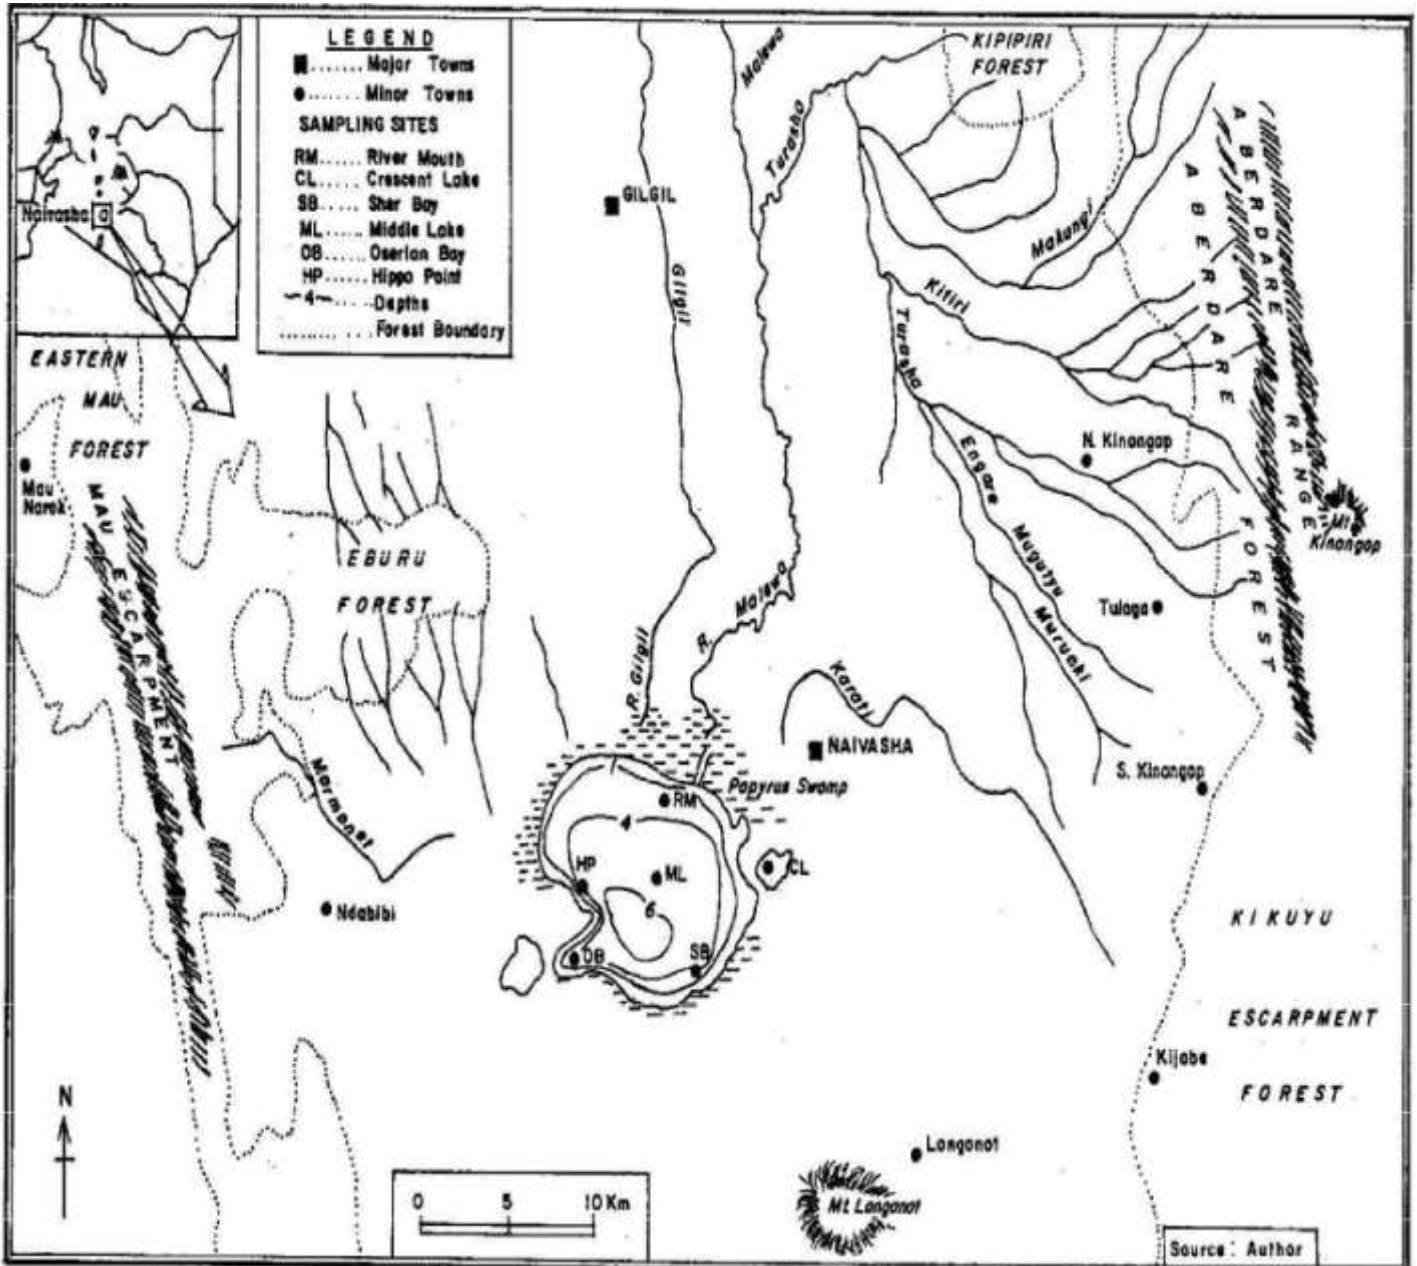 LEGEND
Major Towns
Minor Towns
SAMPLING SITES
RM...... River Mouth
CL..... Crescent Lake
SB ..... Sher Bay
ML ..... Middle Lake
OB..... Oserian Bay
HP...... Hippo Point
4 ..... Depths
......... Forest Boundary
Naivasha a
KIPIPIRI
FOREST
Malewa
Turasha
GILGIL
Gilgil
Makungi
Kitiri
Turasha
ABERDARE
RANGE
ABERDARE
FOREST
EASTERN
MAU
FOREST
Mau
Narok
MAU
ESCARPMENT
EBURU
FOREST
N. Kinangop
Mt
Kinangop
Engare
Mugutyu
Muruaki
Tulaga
R. Malewa
R. Gilgil
Karati
NAIVASHA
S. Kinangop
Papyrus Swamp
Marmanet
Ndabibi
RM
4
HP
ML
CL
6
OB
SB
KIKUYU
ESCARPMENT
FOREST
Kijabe
Longonot
Mt. Longonot
N
0 5 10 Km
Source: Author